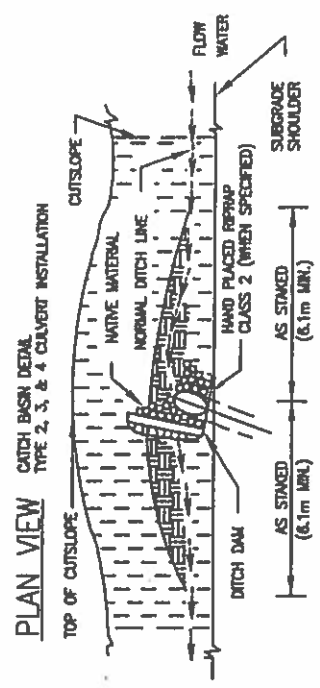 PLAN VIEW
CATCH BASIN DETAIL
TYPE 2, 3, & 4 CULVERT INSTALLATION
TOP OF CUTSLOPE
NATIVE MATERIAL
NORMAL DITCH LINE
CUTSLOPE
FLOW
WATER
DITCH DAM
HAND PLACED RIPRAP
CLASS 2 (WHEN SPECIFIED)
SUBGRADE
SHOULDER
AS STAKED
(6.1m MIN.)
AS STAKED
(6.1m MIN.)